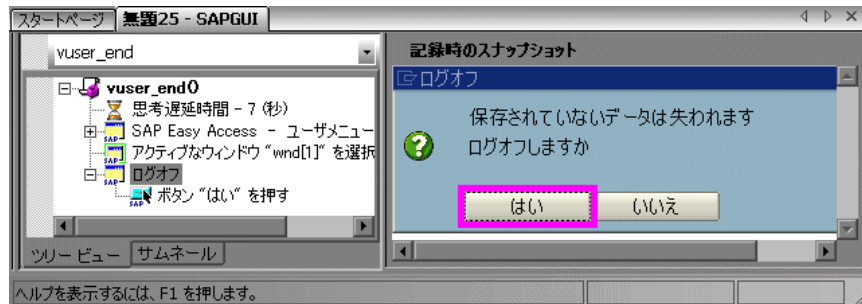 スタートページ
無題25 - SAPGUI
vuser_end
vuser_end()
思考遅延時間 - 7 (秒)
SAP Easy Access - ユーザメニュー
アクティブなウィンドウ "wnd[1]" を選択
ログオフ
ボタン "はい" を押す
ツリー ビュー
サムネール
記録時のスナップショット
ログオフ
保存されていないデータは失われます
ログオフしますか
はい
いいえ
ヘルプを表示するには、F1 を押します。